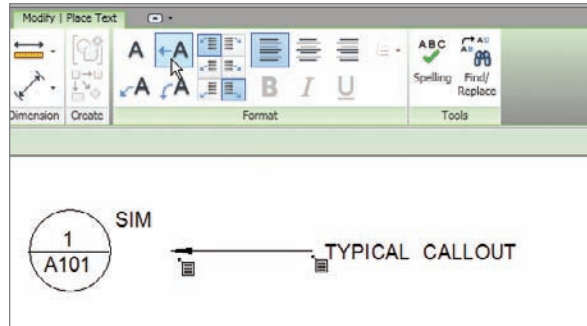 Modify | Place Text
A A
A A
B I U
ABC
Spelling
Find/
Replace
Dimension
Create
Format
Tools
SIM
1
A101
TYPICAL CALLOUT